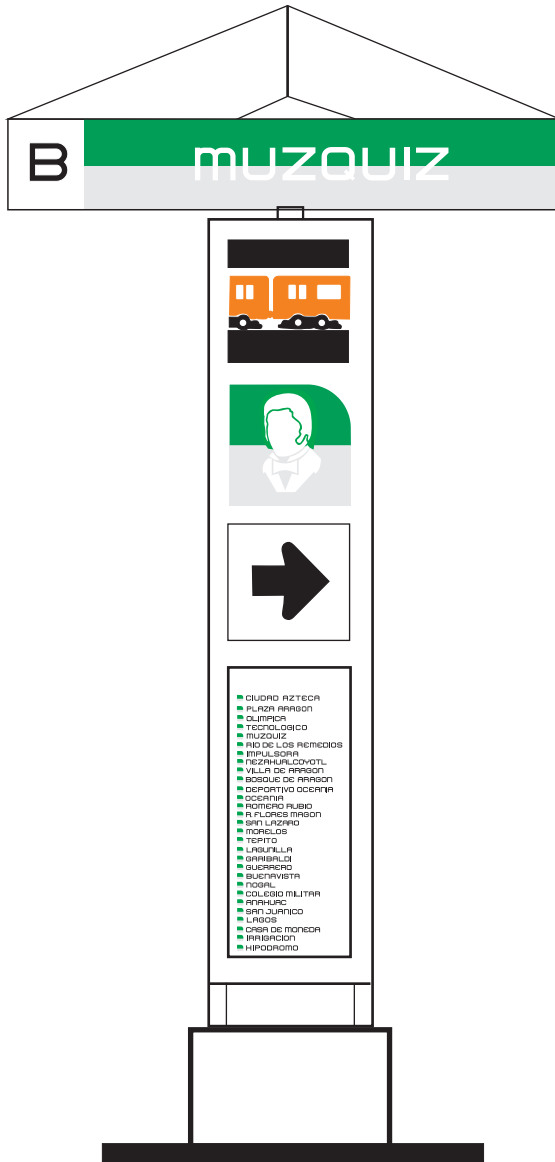 B
MUZQUIZ
CIUDAD AZTECA
PLAZA ARAGON
OLIMPICA
TECNOLOGICO
MUZQUIZ
RIO DE LOS REMEDIOS
IMPULSORA
NEZAHUALCOYOTL
VILLA DE ARAGON
BOSQUE DE ARAGON
DEPORTIVO OCEANIA
OCEANIA
ROMERO RUBIO
R. FLORES MAGON
SAN LAZARO
MORELOS
TEPITO
LAGUNILLA
GARIBALDI
GUERRERO
BUENAVISTA
NOGAL
COLEGIO MILITAR
ANAHUAC
SAN JUANICO
LAGOS
CASA DE MONEDA
IRRIGACION
HIPODROMO